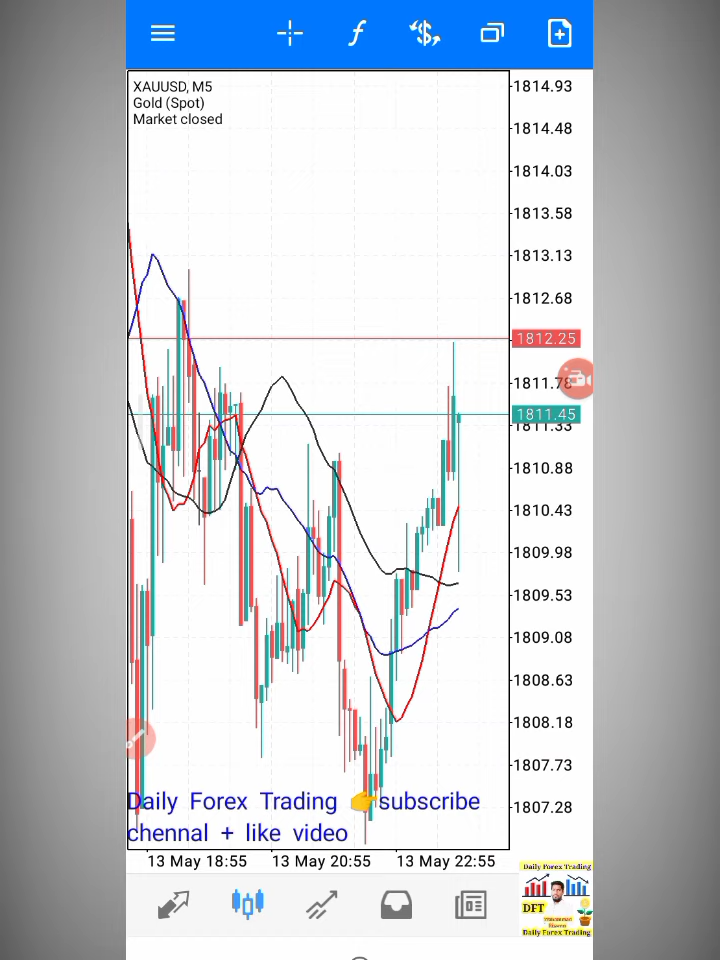 XAUUSD, M5
Gold (Spot)
Market closed
1814.93
1814.48
1814.03
1813.58
1813.13
1812.68
1812.25
1811.78
1811.45
1811.33
1810.88
1810.43
1809.98
1809.53
1809.08
1808.63
1808.18
1807.73
1807.28
Daily Forex Trading 👉subscribe
chennal + like video
13 May 18:55 13 May 20:55 13 May 22:55
Daily Forex Trading
DFT
Daily Forex Trading